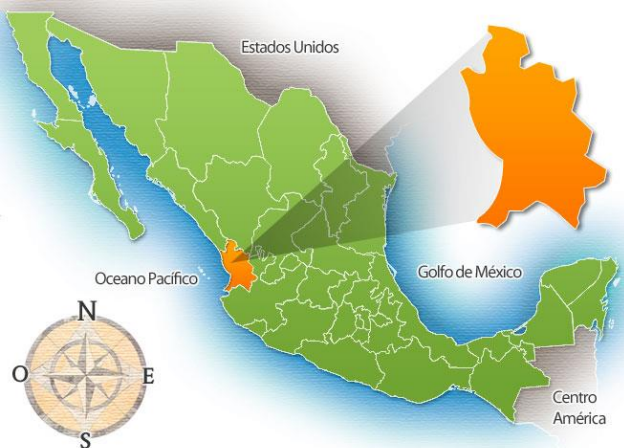 Estados Unidos
Oceano Pacífico
Golfo de México
N
O
E
S
Centro
América